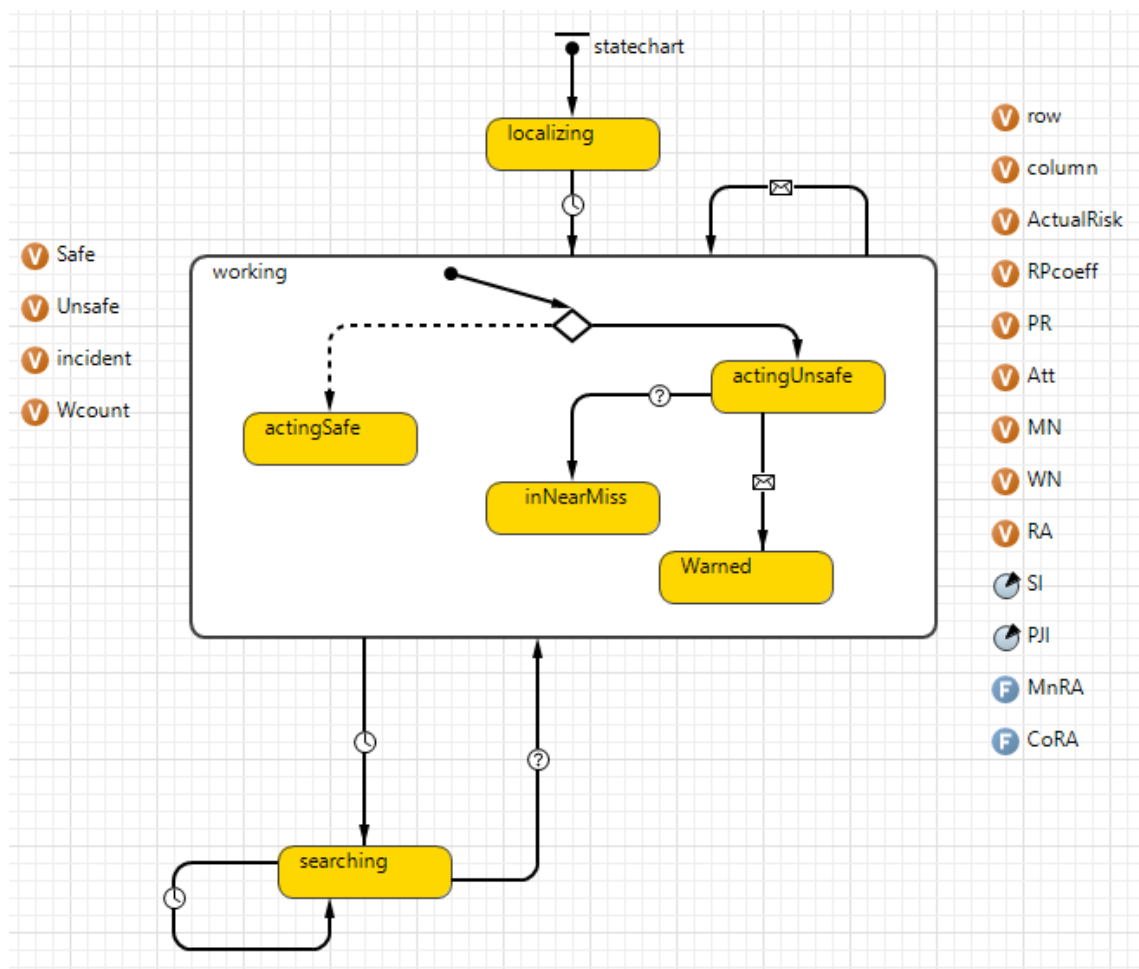 statechart
localizing
working
actingUnsafe
actingSafe
inNearMiss
Warned
searching
Safe
Unsafe
incident
Wcount
row
column
ActualRisk
RPcoeff
PR
Att
MN
WN
RA
SI
PJI
MnRA
CoRA
V
V
V
V
V
V
V
V
V
V
V
V
V
F
F
?
?